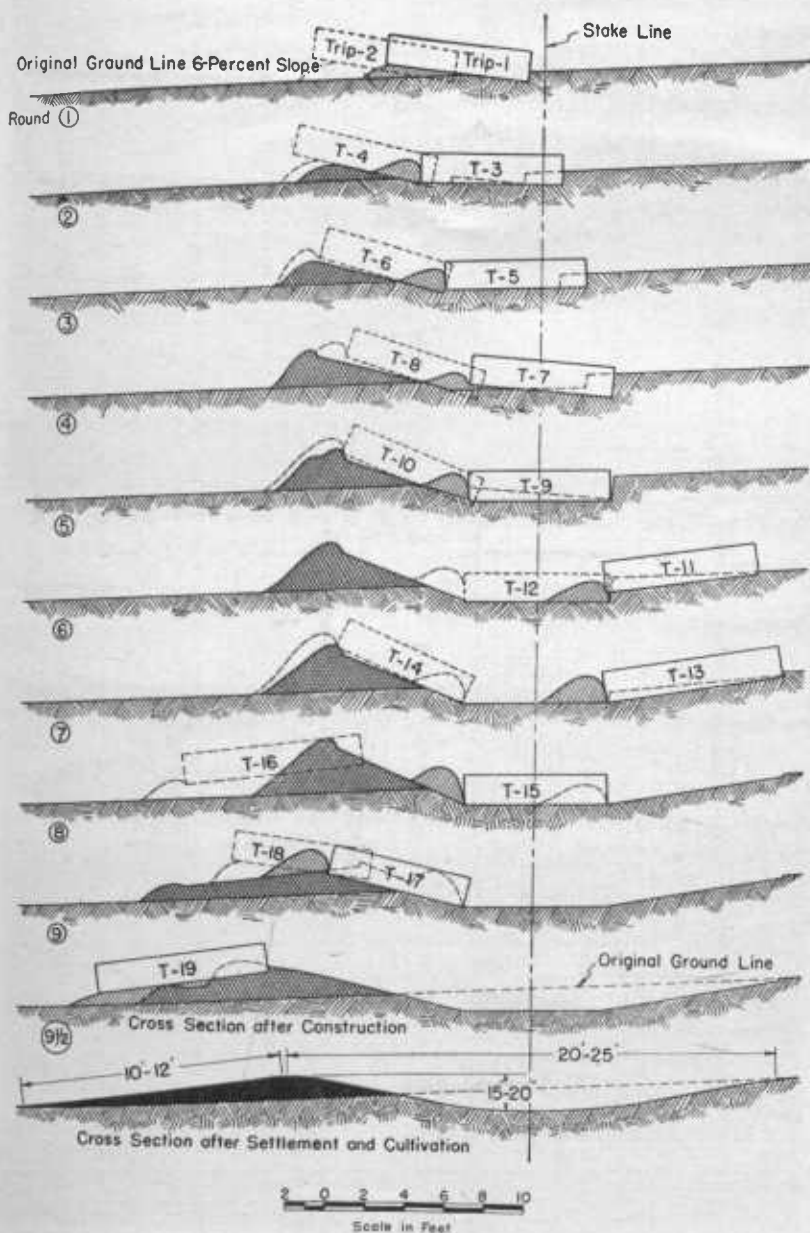 Stake Line
Trip-2
Trip-1
Original Ground Line 6-Percent Slope
Round ①
T-4
T-3
②
T-6
T-5
③
T-8
T-7
④
T-10
T-9
⑤
T-12
T-11
⑥
T-14
T-13
⑦
T-16
T-15
⑧
T-18
T-17
⑨
T-19
Original Ground Line
9½
Cross Section after Construction
10'-12'
20'-25'
15-20
Cross Section after Settlement and Cultivation
2 0 2 4 6 8 10
Scale in Feet